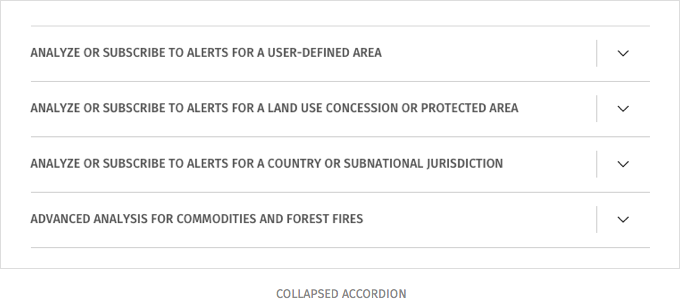 ANALYZE OR SUBSCRIBE TO ALERTS FOR A USER-DEFINED AREA
ANALYZE OR SUBSCRIBE TO ALERTS FOR A LAND USE CONCESSION OR PROTECTED AREA
ANALYZE OR SUBSCRIBE TO ALERTS FOR A COUNTRY OR SUBNATIONAL JURISDICTION
ADVANCED ANALYSIS FOR COMMODITIES AND FOREST FIRES
COLLAPSED ACCORDION